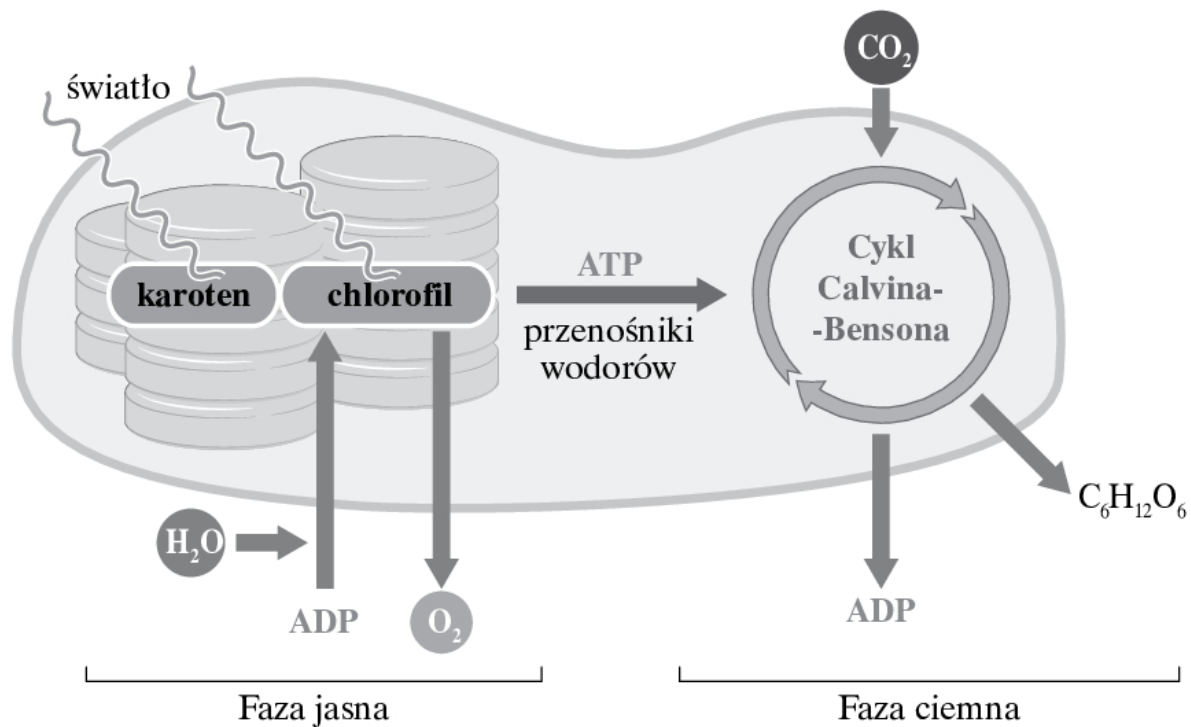 CO₂
światło
karoten
chlorofil
ATP
przenośniki
wodorów
Cykl
Calvina-
-Bensona
H₂O
ADP
O₂
C₆H₁₂O₆
ADP
Faza jasna
Faza ciemna